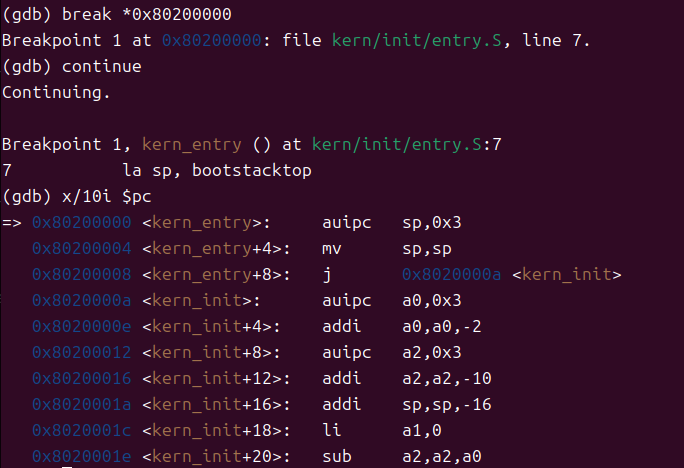 (gdb) break *0x80200000
Breakpoint 1 at 0x80200000: file kern/init/entry.S, line 7.
(gdb) continue
Continuing.

Breakpoint 1, kern_entry () at kern/init/entry.S:7
7	la sp, bootstacktop
(gdb) x/10i $pc
=> 0x80200000 <kern_entry>:	auipc	sp,0x3
   0x80200004 <kern_entry+4>:	mv	sp,sp
   0x80200008 <kern_entry+8>:	j	0x8020000a <kern_init>
   0x8020000a <kern_init>:	auipc	a0,0x3
   0x8020000e <kern_init+4>:	addi	a0,a0,-2
   0x80200012 <kern_init+8>:	auipc	a2,0x3
   0x80200016 <kern_init+12>:	addi	a2,a2,-10
   0x8020001a <kern_init+16>:	addi	sp,sp,-16
   0x8020001c <kern_init+18>:	li	a1,0
   0x8020001e <kern_init+20>:	sub	a2,a2,a0